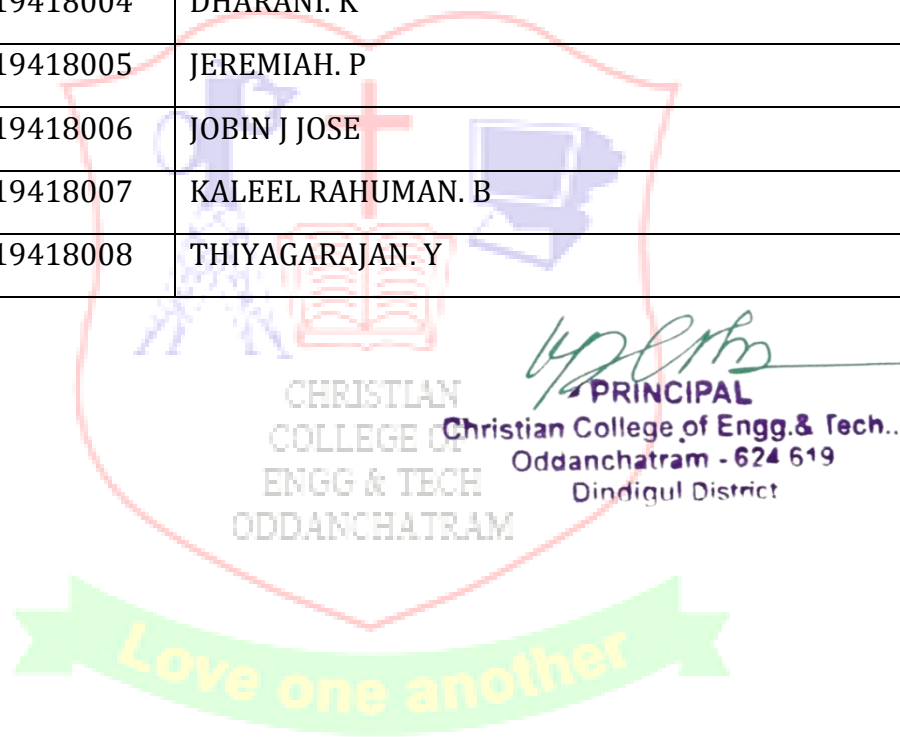 19418004 DHARANI. K
19418005 JEREMIAH. P
19418006 JOBIN J JOSE
19418007 KALEEL RAHUMAN. B
19418008 THIYAGARAJAN. Y
PRINCIPAL
Christian College of Engg.& Tech..
Oddanchatram - 624 619
Dindigul District
CHRISTIAN
COLLEGE OF
ENGG & TECH
ODDANCHATRAM
Love one another